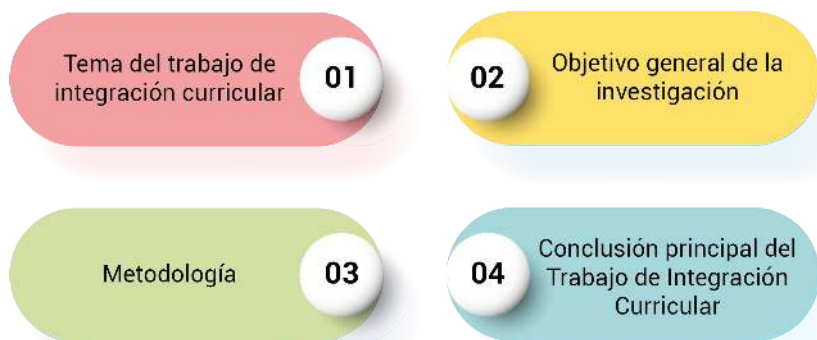 Tema del trabajo de
integración curricular
01
02
Objetivo general de la
investigación
Metodología
03
04
Conclusión principal del
Trabajo de Integración
Curricular